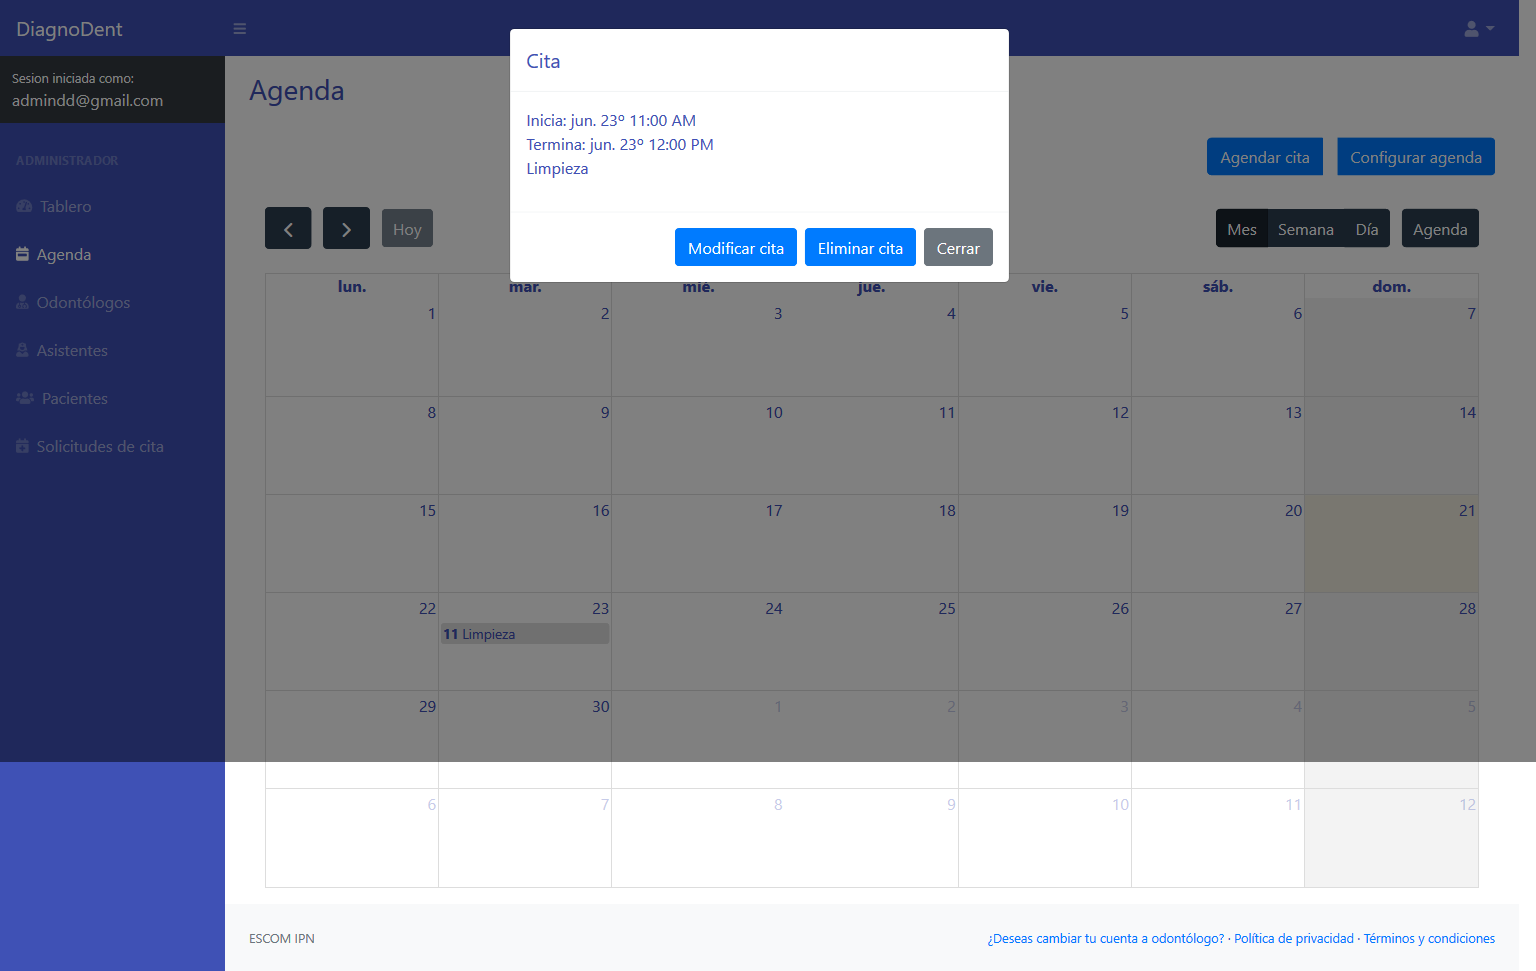 DiagnoDent
Sesion iniciada como:
admindd@gmail.com
ADMINISTRADOR
Tablero
Agenda
Odontólogos
Asistentes
Pacientes
Solicitudes de cita
Cita
Inicia: jun. 23º 11:00 AM
Termina: jun. 23º 12:00 PM
Limpieza
Modificar cita Eliminar cita Cerrar
Agenda
Agendar cita Configurar agenda
Hoy Mes Semana Día Agenda
lun. mar. mié. jue. vie. sáb. dom.
1 2 3 4 5 6 7
8 9 10 11 12 13 14
15 16 17 18 19 20 21
22 23 24 25 26 27 28
11 Limpieza
29 30 1 2 3 4 5
6 7 8 9 10 11 12
ESCOM IPN ¿Deseas cambiar tu cuenta a odontólogo? · Política de privacidad · Términos y condiciones